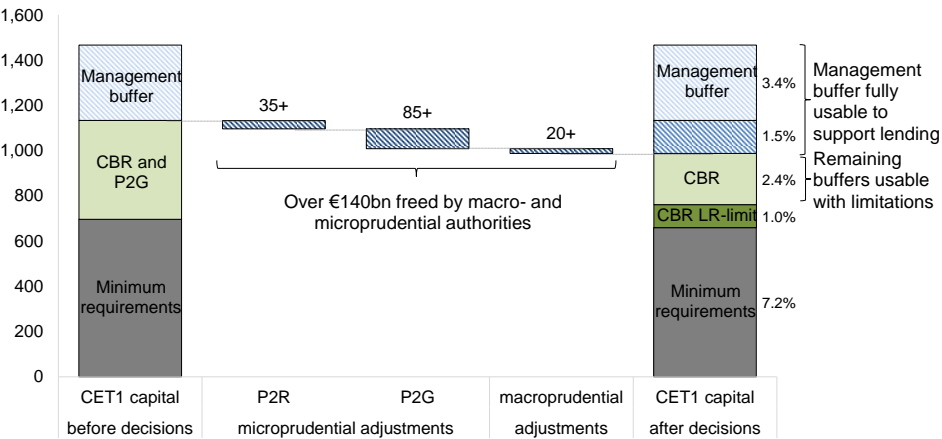 1,600
1,400
1,200
1,000
800
600
400
200
0
Management
buffer
CBR and
P2G
Minimum
requirements
35+
85+
20+
Over €140bn freed by macro- and
microprudential authorities
Management
buffer
CBR
CBR LR-limit
Minimum
requirements
3.4%
1.5%
2.4%
1.0%
7.2%
Management
buffer fully
usable to
support lending
Remaining
buffers usable
with limitations
CET1 capital
before decisions
P2R
P2G
microprudential adjustments
macroprudential
adjustments
CET1 capital
after decisions